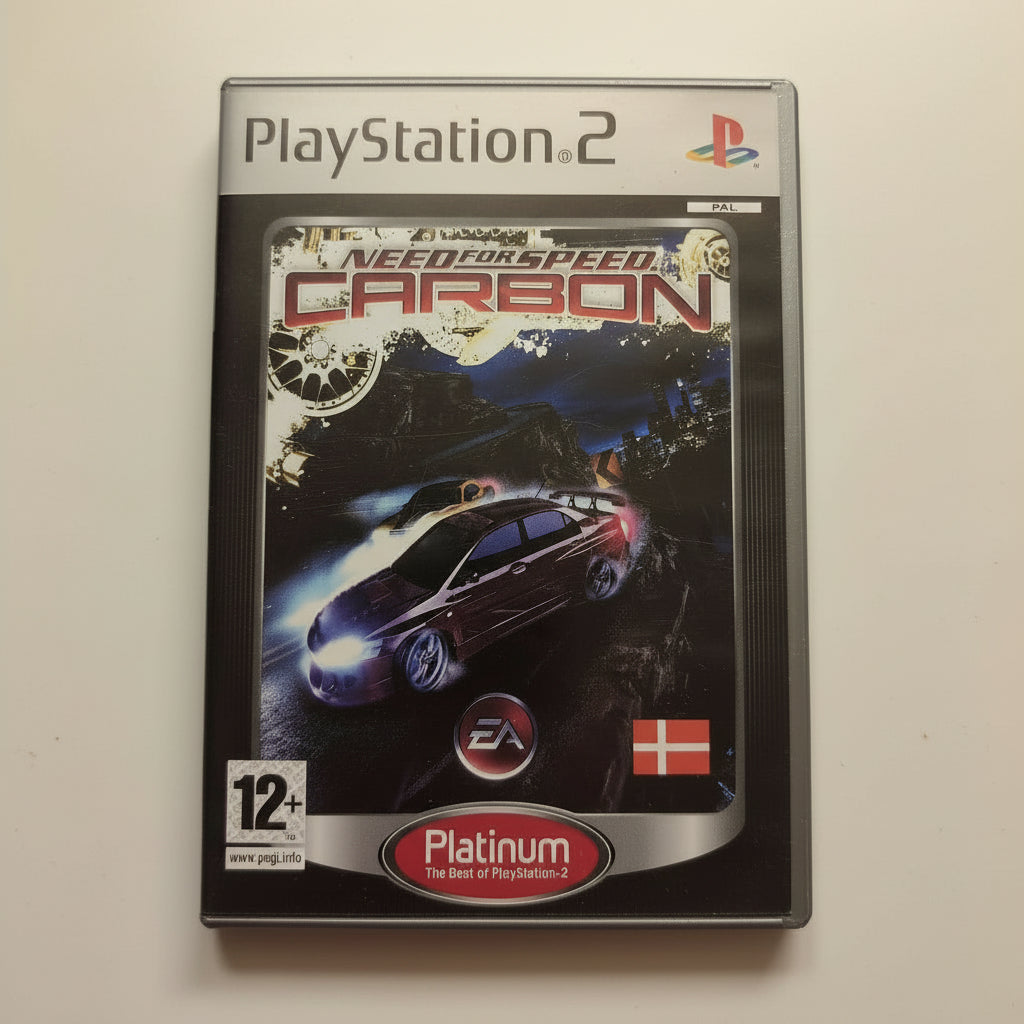 PlayStation®2
PAL
NEED FOR SPEED
CARBON
EA
12+
www.pegi.info
Platinum
The Best of PlayStation-2